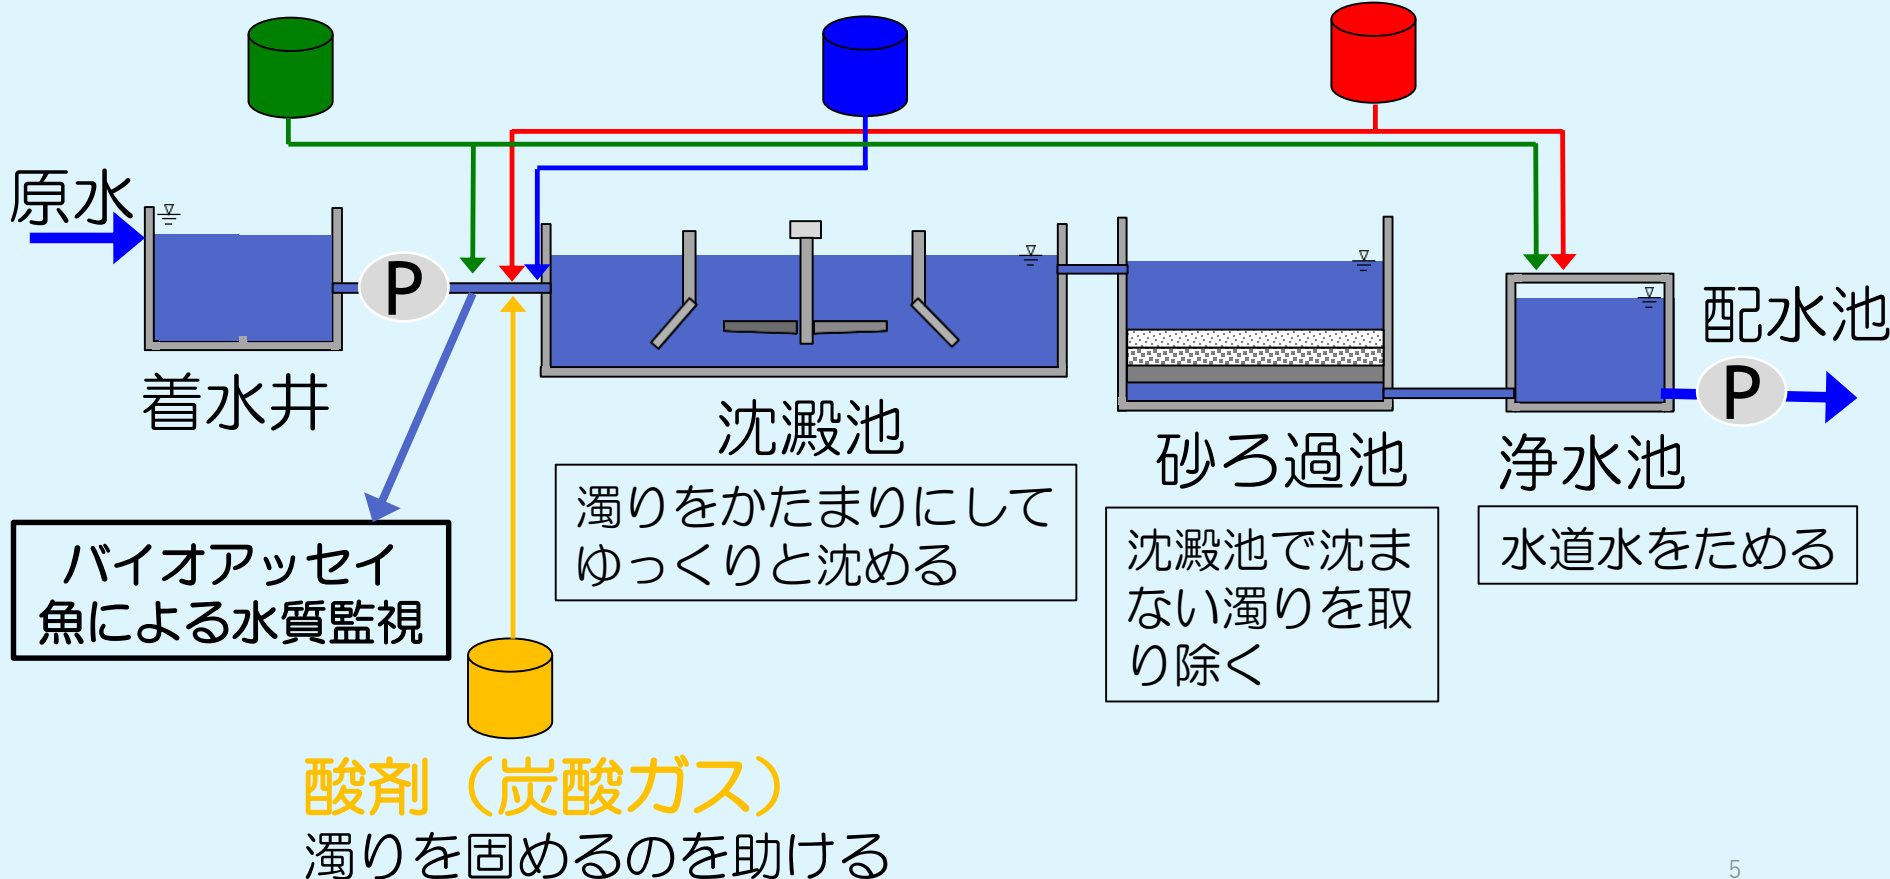 原水
P
着水井
沈澱池
濁りをかたまりにして
ゆっくりと沈める
砂ろ過池
沈澱池で沈ま
ない濁りを取
り除く
浄水池
水道水をためる
配水池
P
バイオアッセイ
魚による水質監視
酸剤（炭酸ガス）
濁りを固めるのを助ける
5